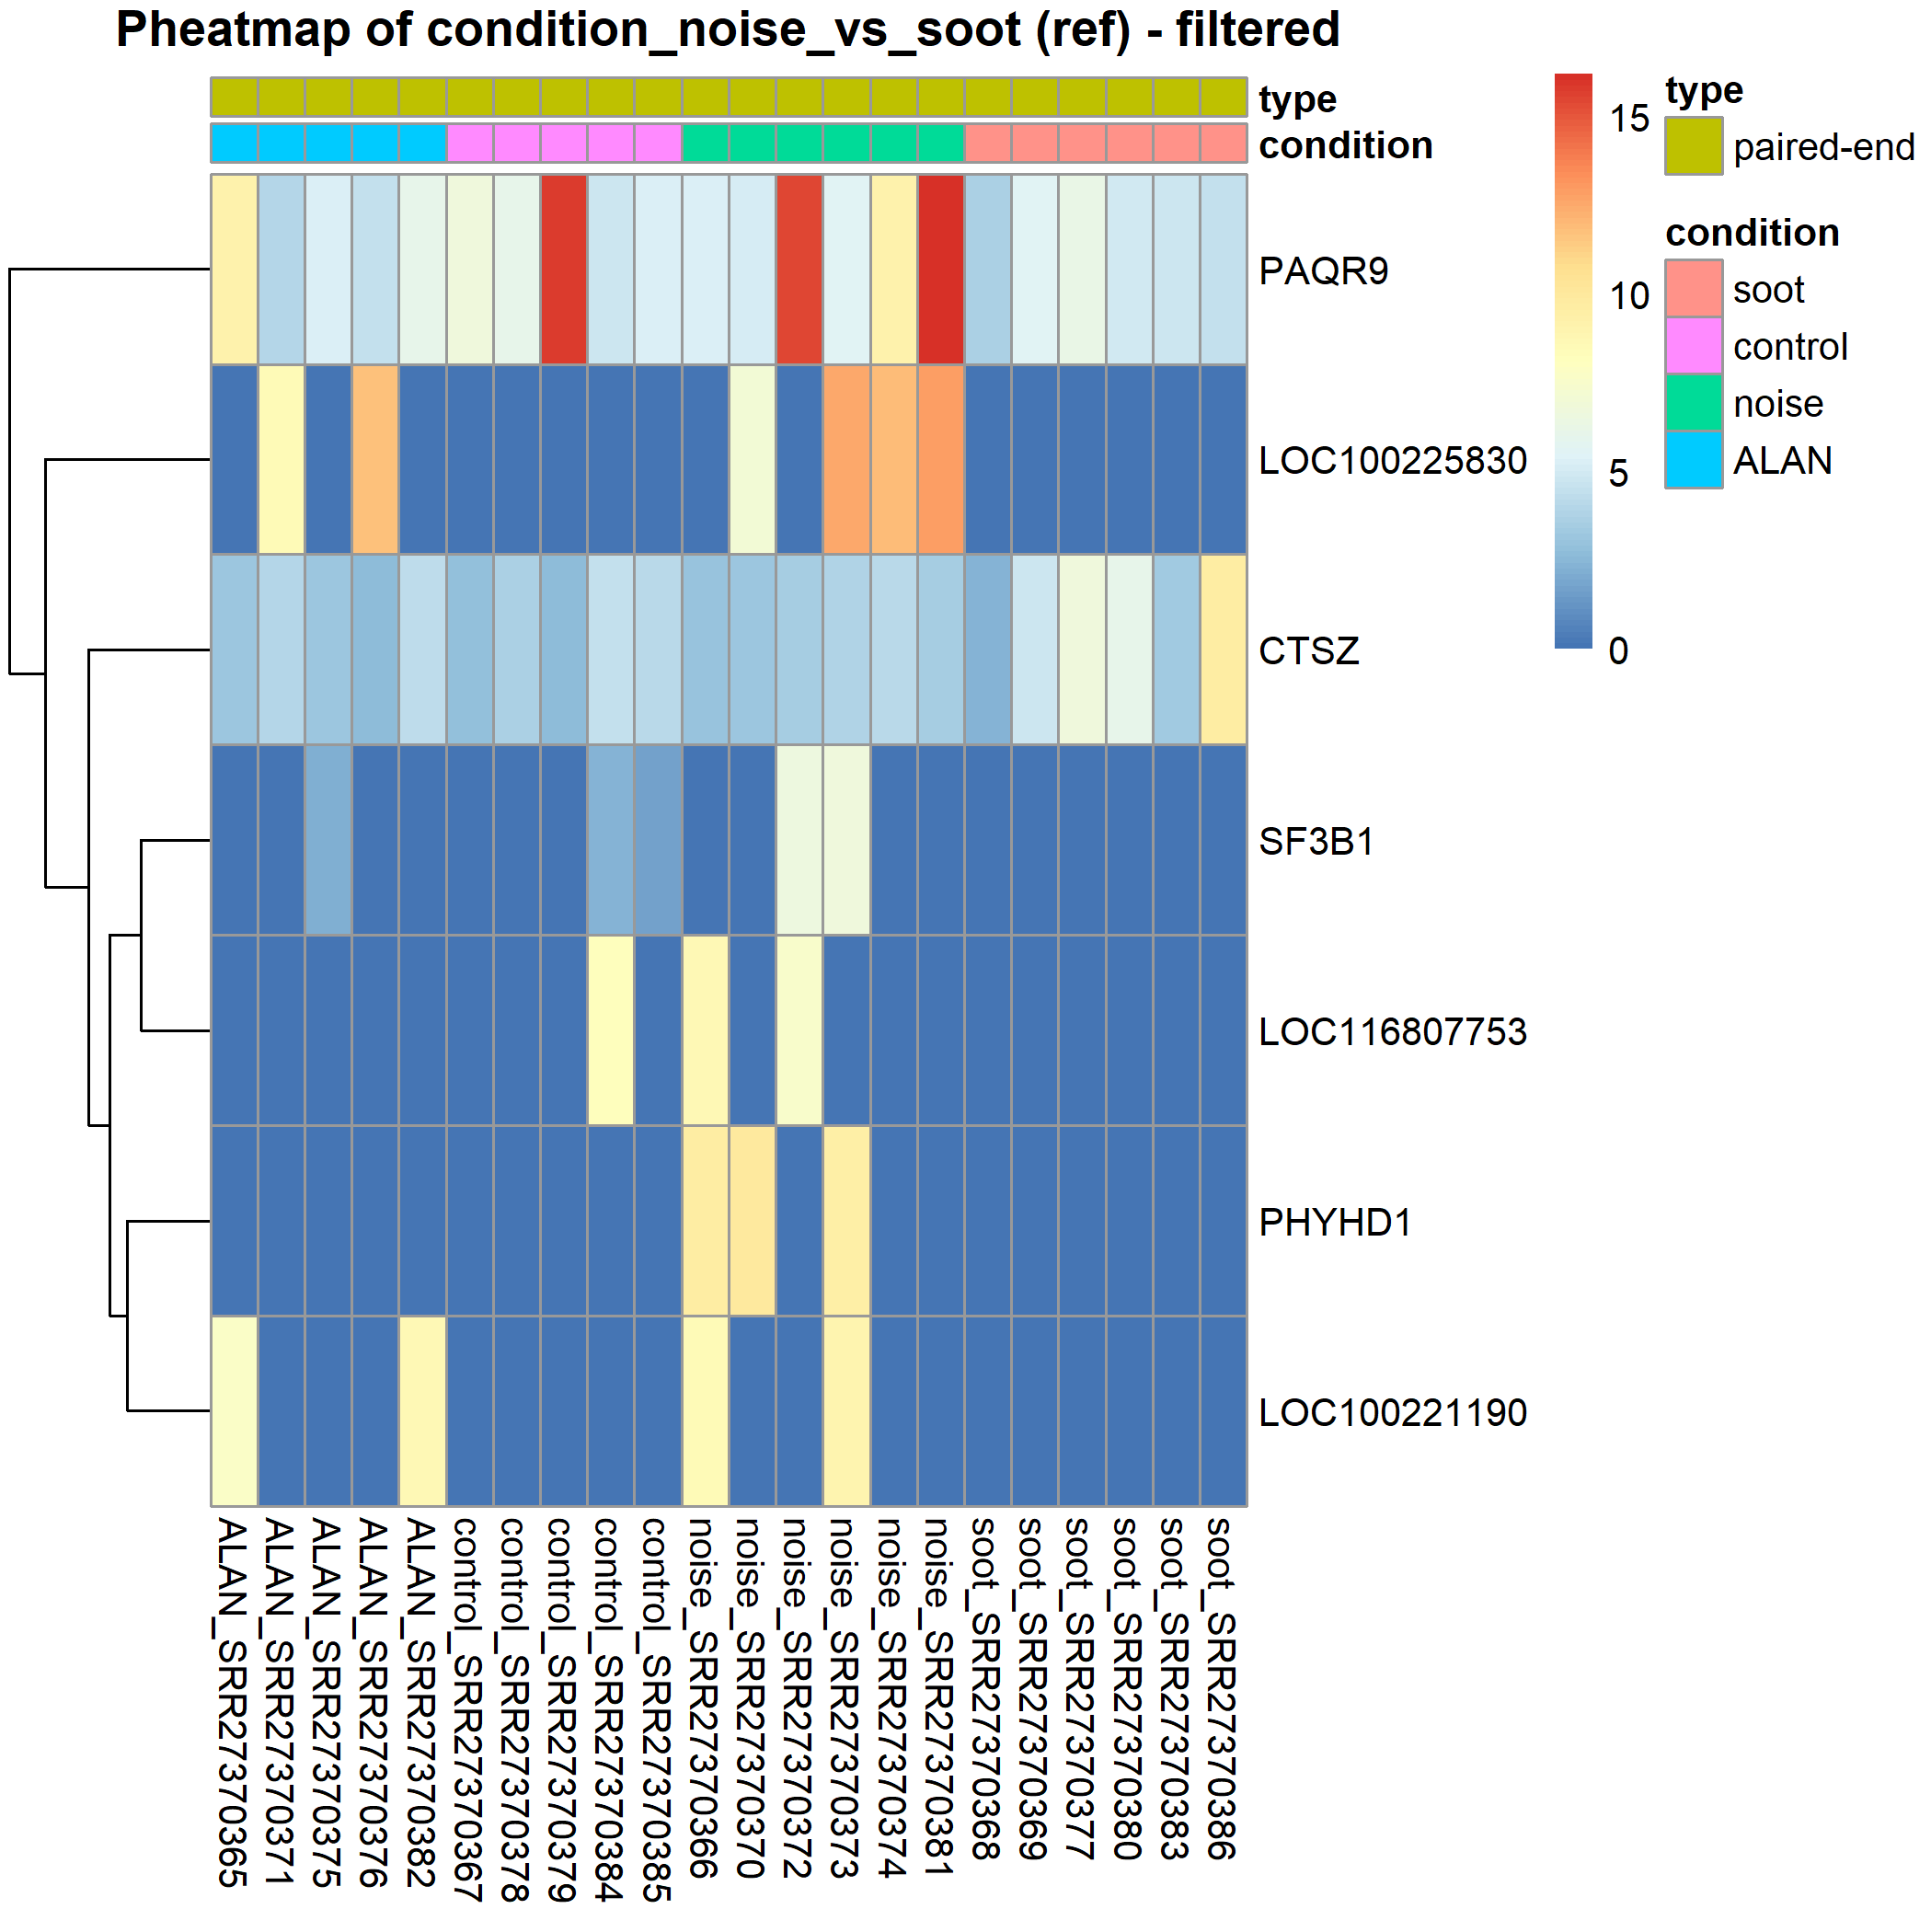 Pheatmap of condition_noise_vs_soot (ref) - filtered
type
condition
PAQR9
LOC100225830
CTSZ
SF3B1
LOC116807753
PHYHD1
LOC100221190
15
10
5
0
type
paired-end
condition
soot
control
noise
ALAN
ALAN_SRR27370365
ALAN_SRR27370371
ALAN_SRR27370375
ALAN_SRR27370376
ALAN_SRR27370382
control_SRR27370367
control_SRR27370378
control_SRR27370379
control_SRR27370384
control_SRR27370385
noise_SRR27370366
noise_SRR27370370
noise_SRR27370372
noise_SRR27370373
noise_SRR27370374
noise_SRR27370381
soot_SRR27370368
soot_SRR27370369
soot_SRR27370377
soot_SRR27370380
soot_SRR27370383
soot_SRR27370386